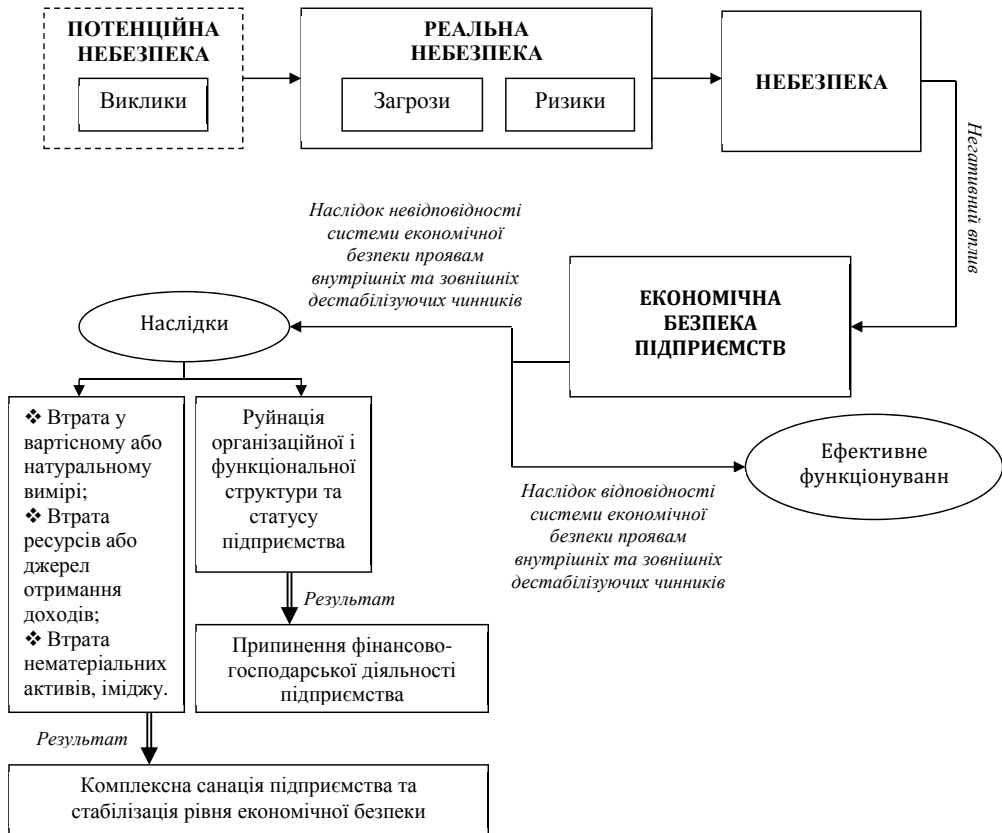 ПОТЕНЦІЙНА
НЕБЕЗПЕКА
Виклики
РЕАЛЬНА
НЕБЕЗПЕКА
Загрози
Ризики
НЕБЕЗПЕКА
Негативний вплив
Наслідок невідповідності
системи економічної
безпеки проявам
внутрішніх та зовнішніх
дестабілізуючих чинників
ЕКОНОМІЧНА
БЕЗПЕКА
ПІДПРИЄМСТВ
Наслідки
❖ Втрата у
вартісному або
натуральному
вимірі;
❖ Втрата
ресурсів або
джерел
отримання
доходів;
❖ Втрата
нематеріальних
активів, іміджу.
Руйнація
організаційної і
функціональної
структури та
статусу
підприємства
Ефективне
функціонуванн
Наслідок відповідності
системи економічної
безпеки проявам
внутрішніх та зовнішніх
дестабілізуючих чинників
Результат
Припинення фінансово-
господарської діяльності
підприємства
Результат
Комплексна санація підприємства та
стабілізація рівня економічної безпеки